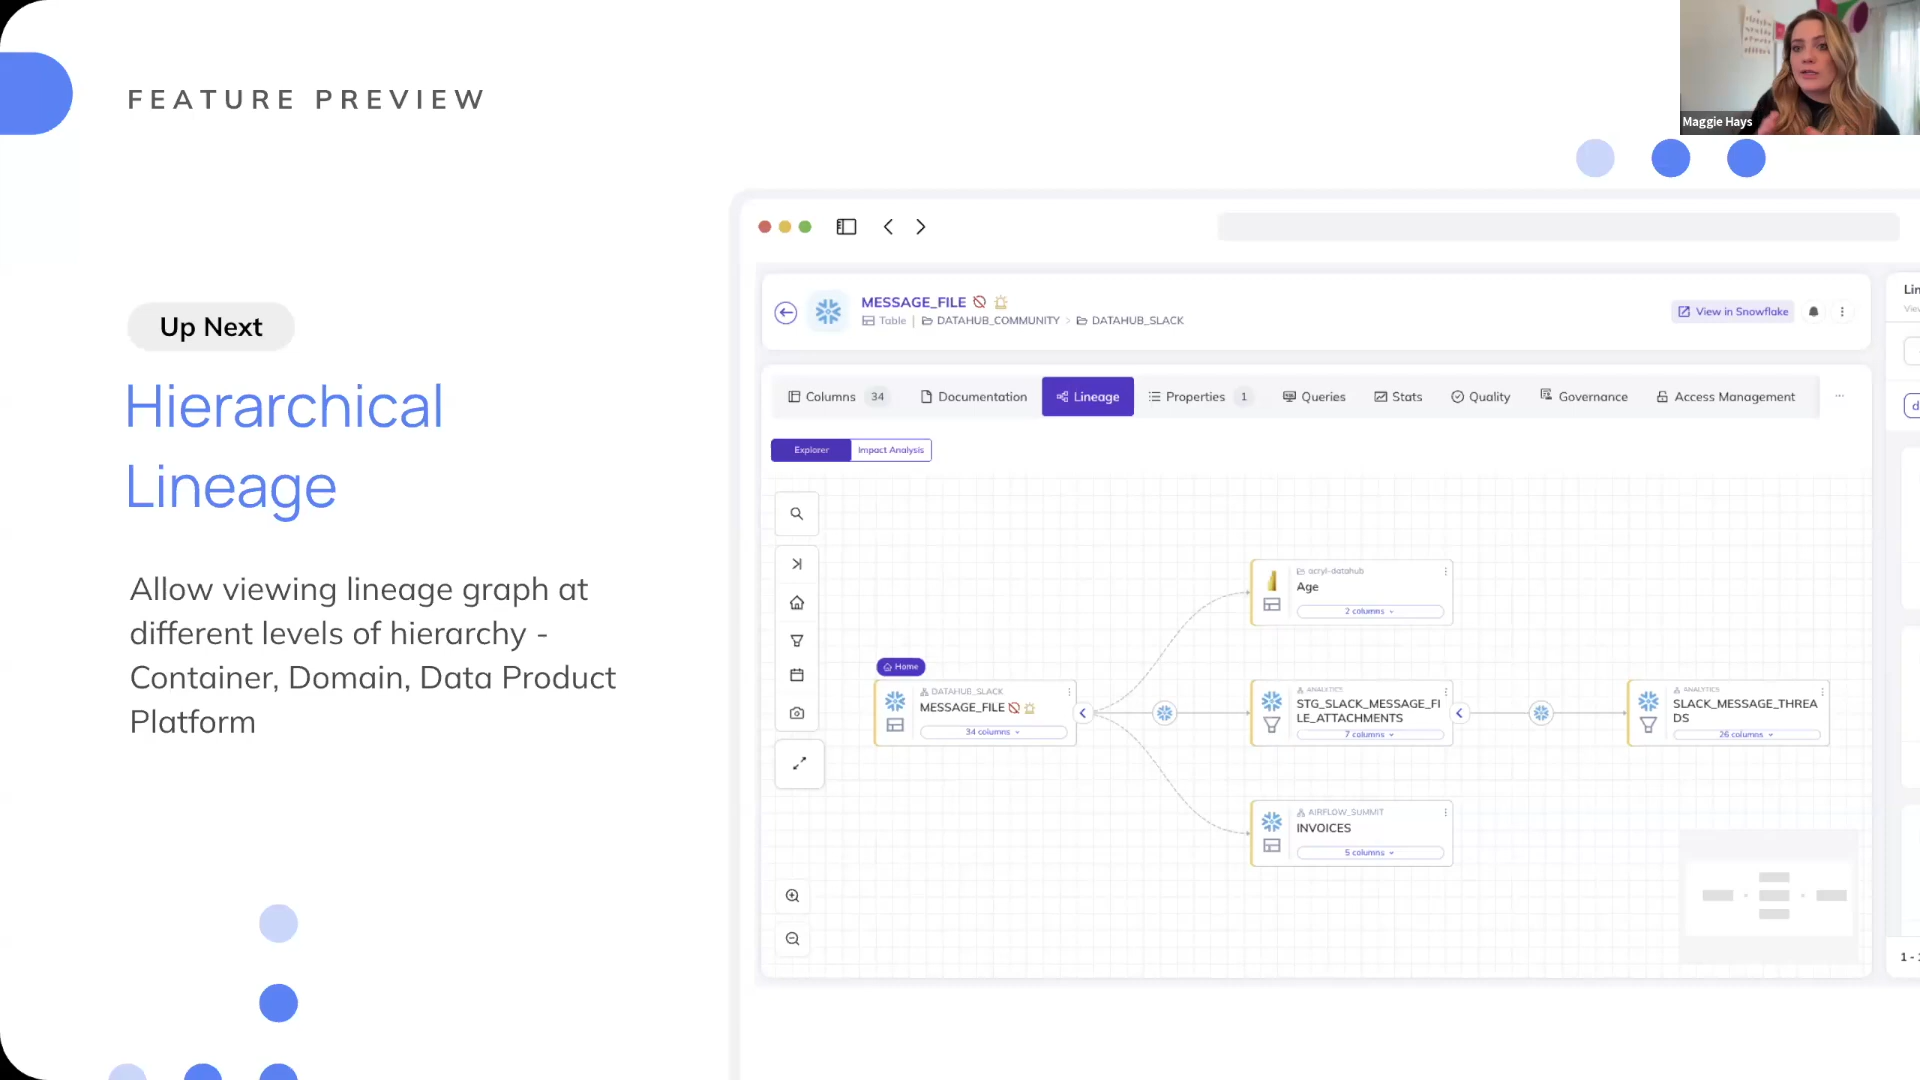 FEATURE PREVIEW
Maggie Hays
Up Next
Hierarchical
Lineage
Allow viewing lineage graph at
different levels of hierarchy -
Container, Domain, Data Product
Platform
MESSAGE_FILE
Table | DATAHUB_COMMUNITY > DATAHUB_SLACK
View in Snowflake
Columns 34 Documentation Lineage Properties 1 Queries Stats Quality Governance Access Management ...
Explorer Impact Analysis
acryl-datahub
Age
2 columns
Home
DATAHUB_SLACK
MESSAGE_FILE
34 columns
ANALYTICS
STG_SLACK_MESSAGE_FI
LE_ATTACHMENTS
7 columns
ANALYTICS
SLACK_MESSAGE_THREA
DS
26 columns
AIRFLOW_SUMMIT
INVOICES
5 columns
Lin